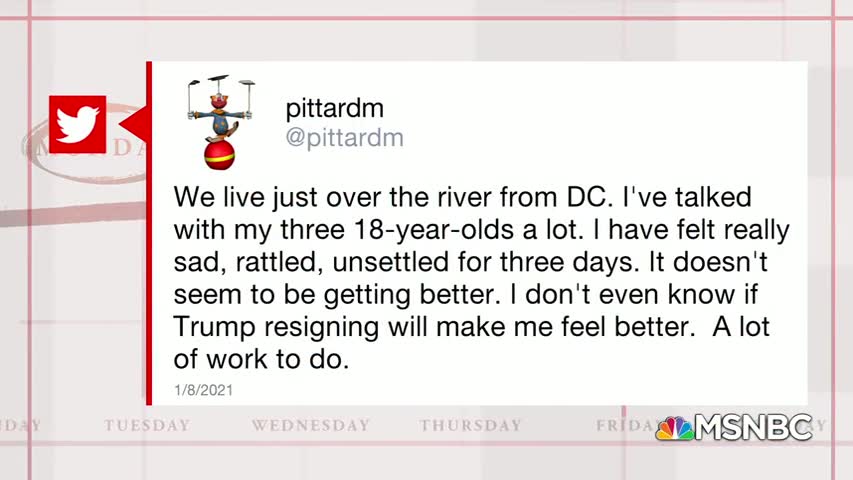 pittardm
@pittardm
We live just over the river from DC. I've talked
with my three 18-year-olds a lot. I have felt really
sad, rattled, unsettled for three days. It doesn't
seem to be getting better. I don't even know if
Trump resigning will make me feel better.  A lot
of work to do.
1/8/2021
TUESDAY WEDNESDAY THURSDAY
MSNBC